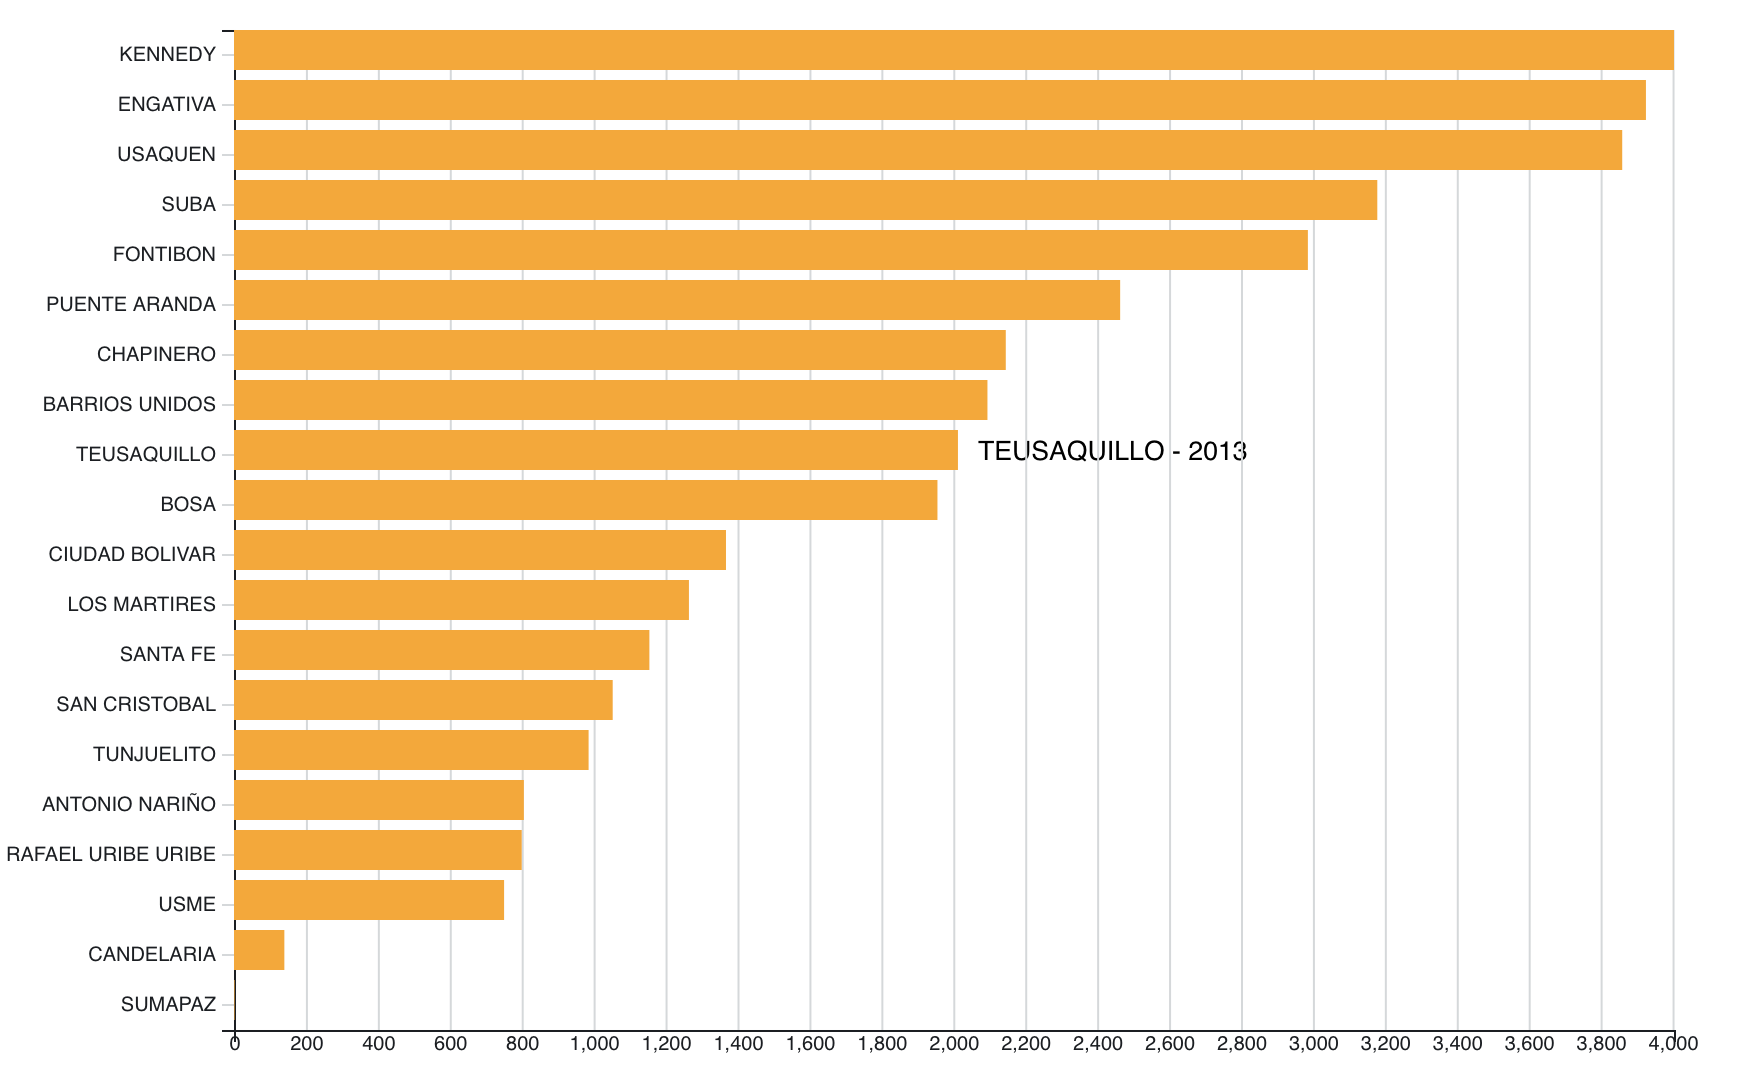 KENNEDY
ENGATIVA
USAQUEN
SUBA
FONTIBON
PUENTE ARANDA
CHAPINERO
BARRIOS UNIDOS
TEUSAQUILLO TEUSAQUILLO - 2013
BOSA
CIUDAD BOLIVAR
LOS MARTIRES
SANTA FE
SAN CRISTOBAL
TUNJUELITO
ANTONIO NARIÑO
RAFAEL URIBE URIBE
USME
CANDELARIA
SUMAPAZ
0 200 400 600 800 1,000 1,200 1,400 1,600 1,800 2,000 2,200 2,400 2,600 2,800 3,000 3,200 3,400 3,600 3,800 4,000